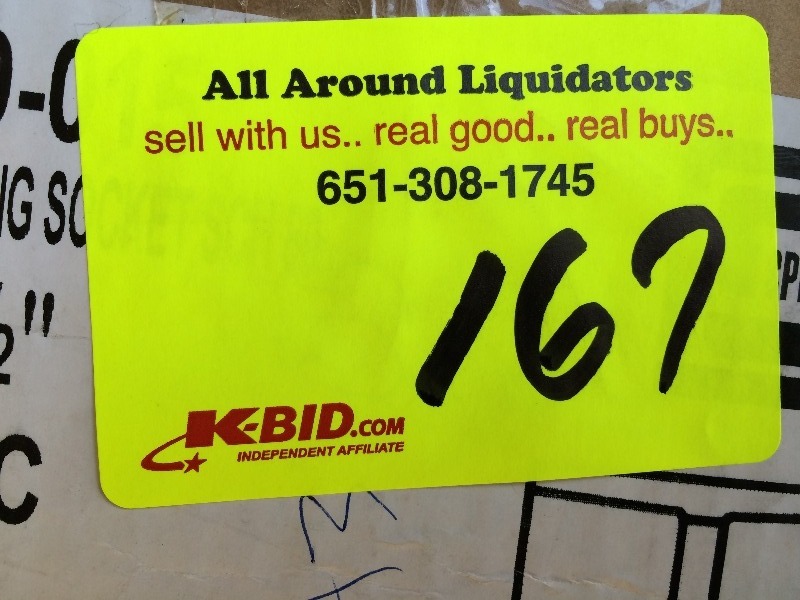 All Around Liquidators
sell with us.. real good.. real buys..
651-308-1745
167
K-BID.COM
INDEPENDENT AFFILIATE